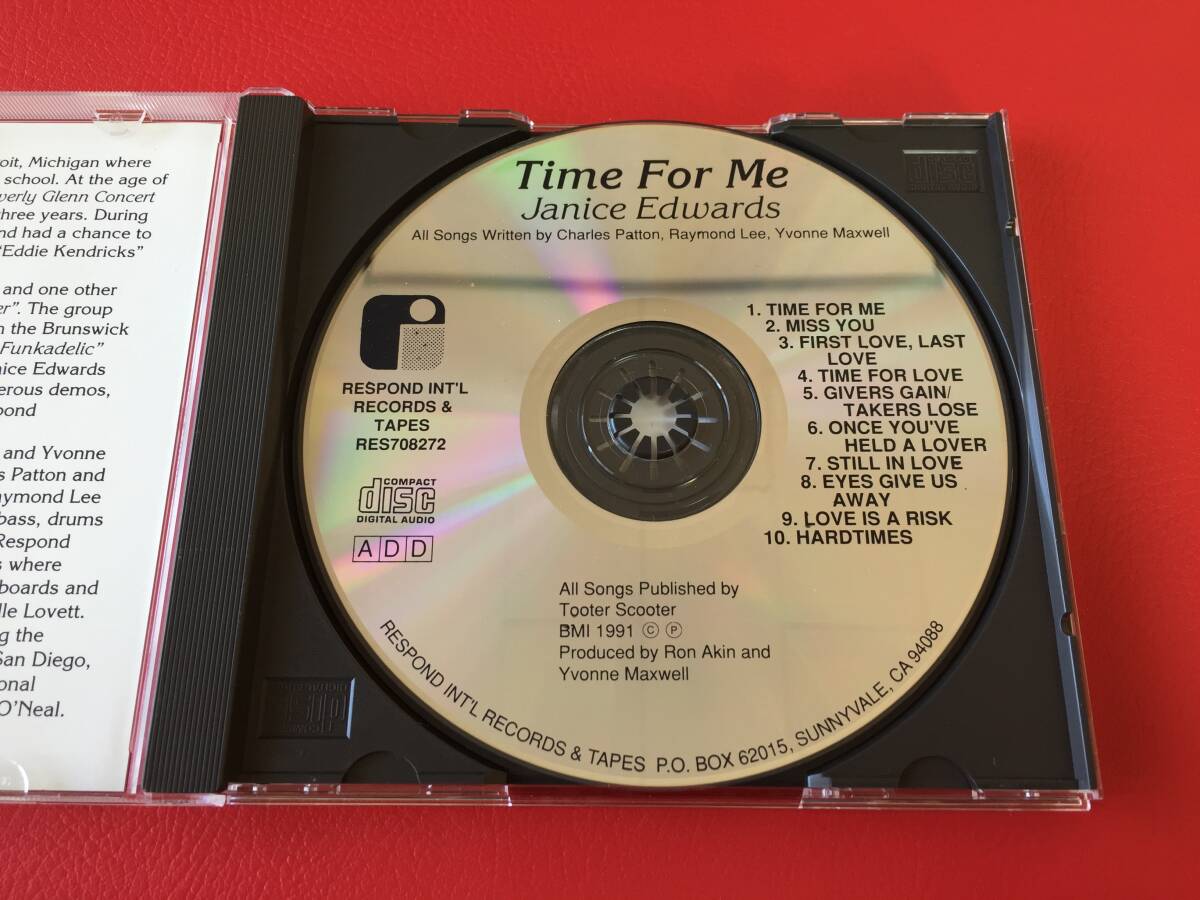 oit, Michigan where
school. At the age of
verly Glenn Concert
three years. During
nd had a chance to
"Eddie Kendricks"
and one other
er". The group
n the Brunswick
Funkadelic"
nice Edwards
erous demos,
pond
and Yvonne
s Patton and
aymond Lee
bass, drums
Respond
s where
boards and
lle Lovett.
g the
San Diego,
onal
O'Neal.
Time For Me
Janice Edwards
All Songs Written by Charles Patton, Raymond Lee, Yvonne Maxwell
RESPOND INT'L
RECORDS &
TAPES
RES708272
COMPACT
disc
DIGITAL AUDIO
ADD
1. TIME FOR ME
2. MISS YOU
3. FIRST LOVE, LAST
LOVE
4. TIME FOR LOVE
5. GIVERS GAIN/
TAKERS LOSE
6. ONCE YOU'VE
HELD A LOVER
7. STILL IN LOVE
8. EYES GIVE US
AWAY
9. LOVE IS A RISK
10. HARDTIMES
All Songs Published by
Tooter Scooter
BMI 1991 © ℗
Produced by Ron Akin and
Yvonne Maxwell
RESPOND INT'L RECORDS & TAPES P.O. BOX 62015, SUNNYVALE, CA 94088
disc
DIGITAL AUDIO